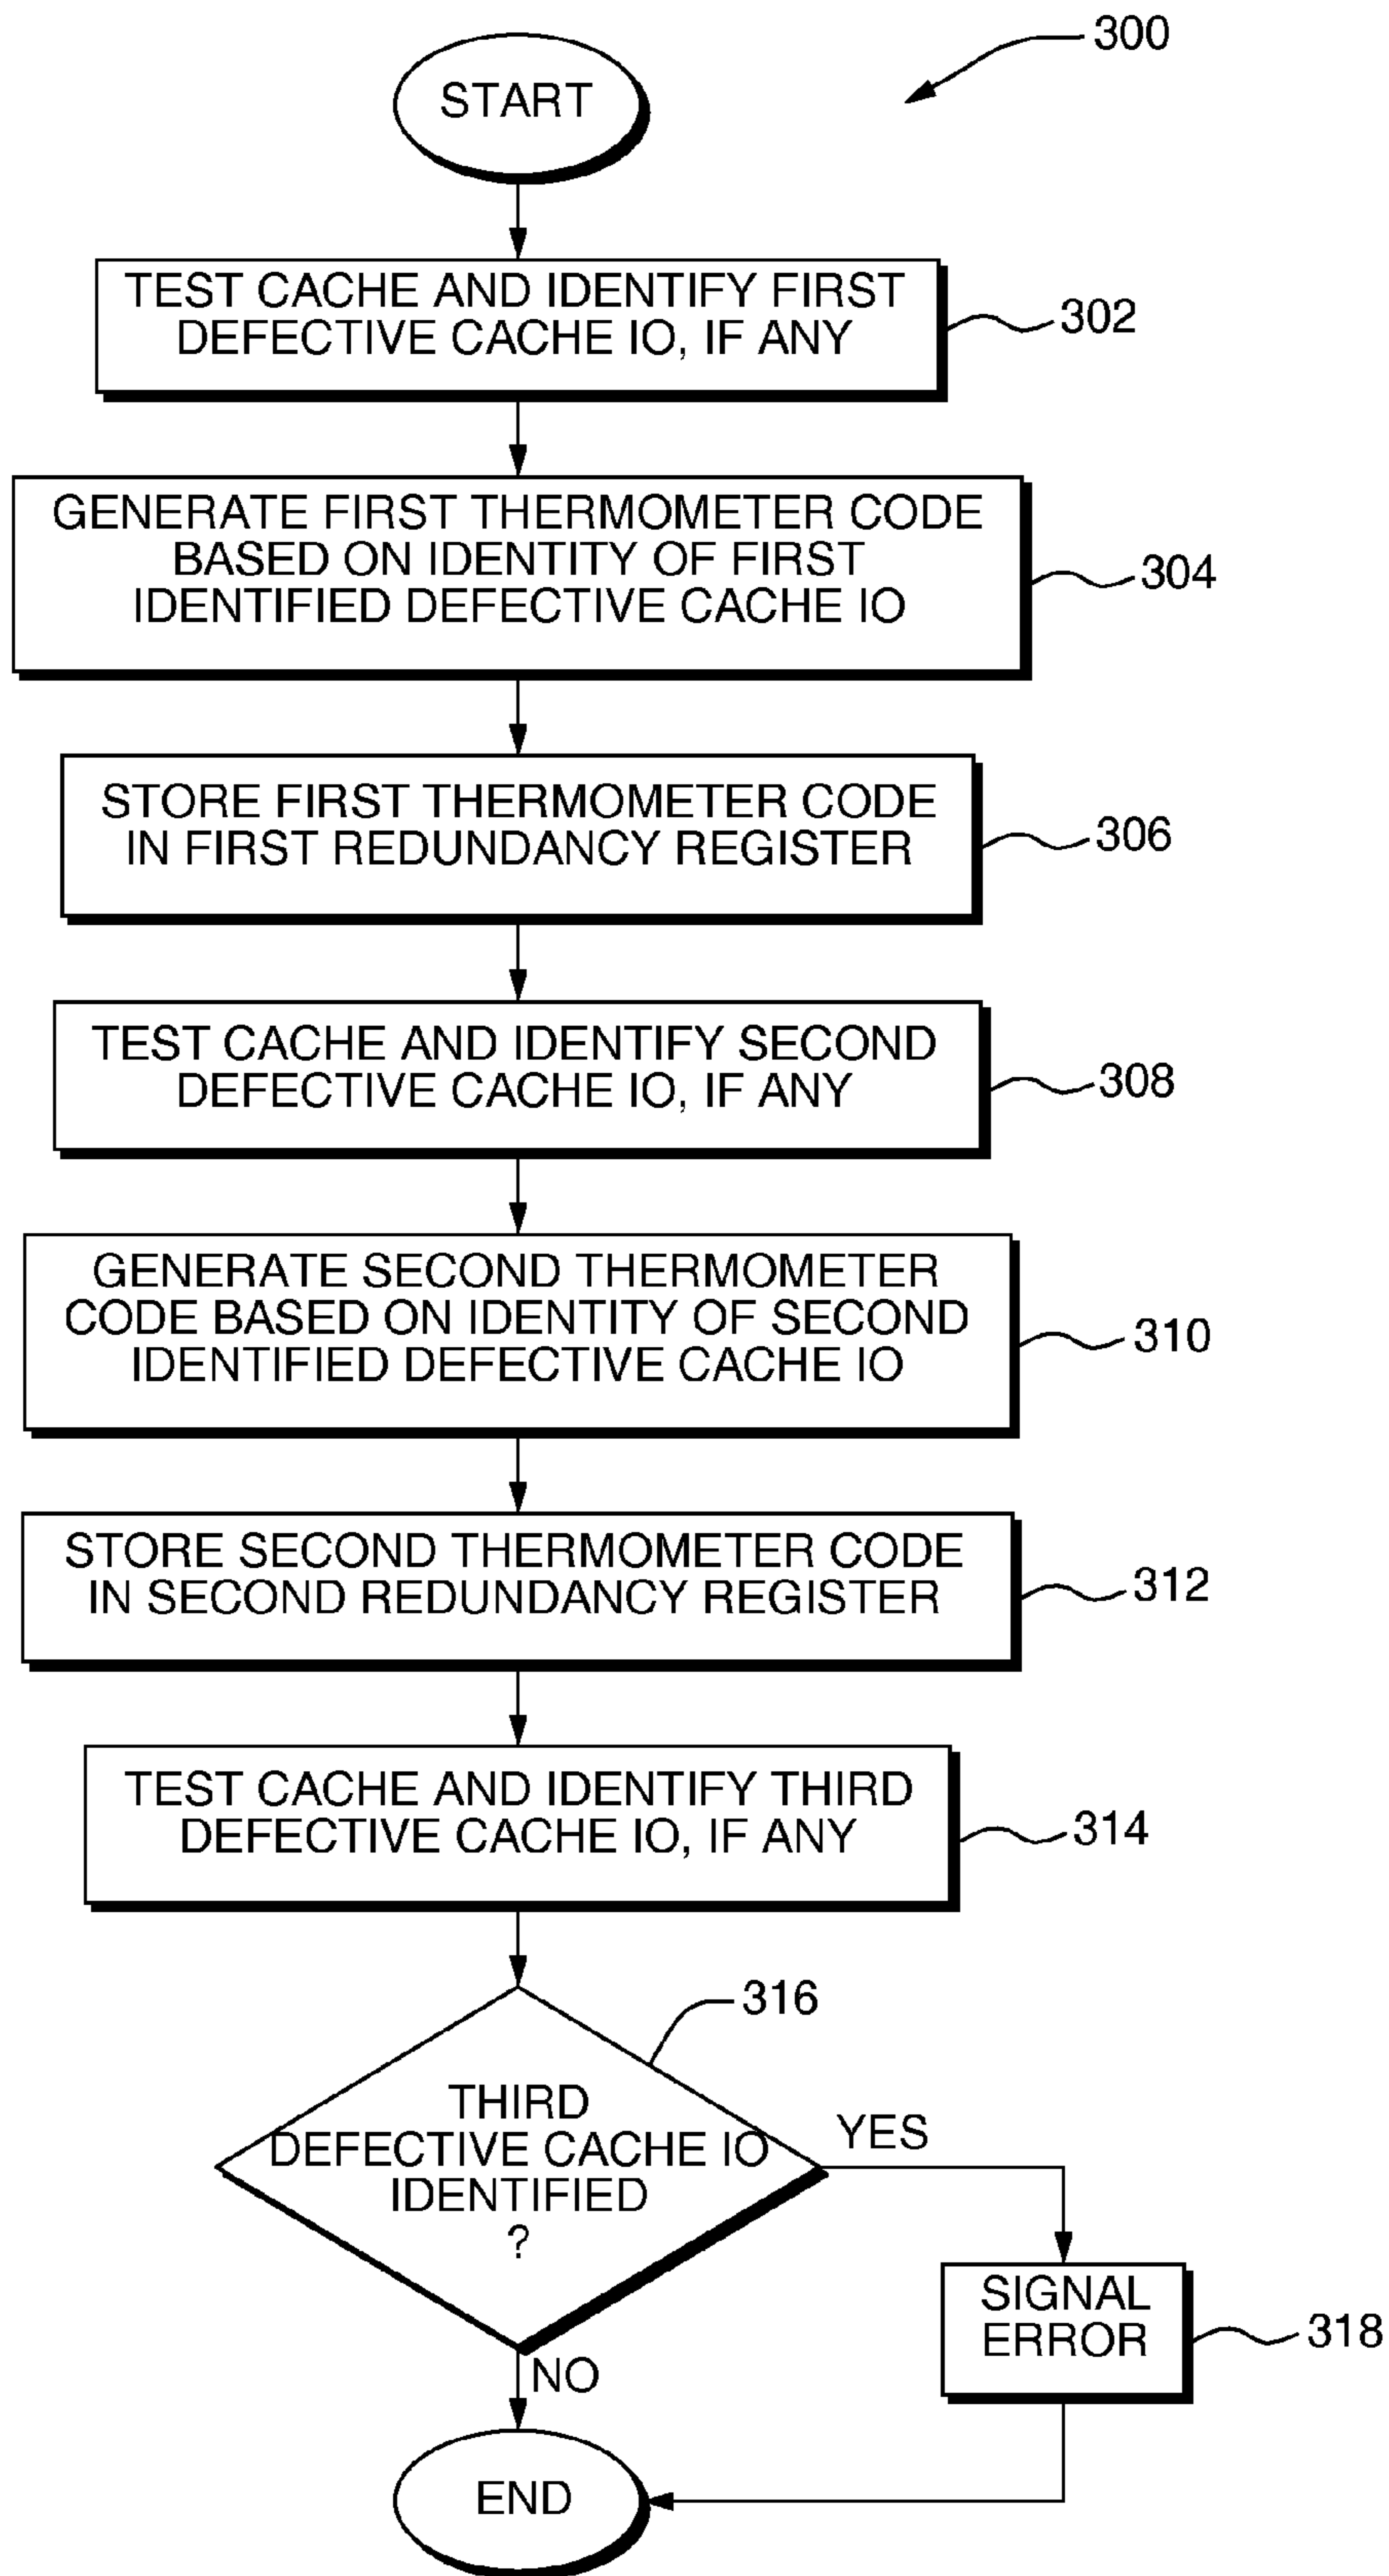 300
START
TEST CACHE AND IDENTIFY FIRST
DEFECTIVE CACHE IO, IF ANY
302
GENERATE FIRST THERMOMETER CODE
BASED ON IDENTITY OF FIRST
IDENTIFIED DEFECTIVE CACHE IO
304
STORE FIRST THERMOMETER CODE
IN FIRST REDUNDANCY REGISTER
306
TEST CACHE AND IDENTIFY SECOND
DEFECTIVE CACHE IO, IF ANY
308
GENERATE SECOND THERMOMETER
CODE BASED ON IDENTITY OF SECOND
IDENTIFIED DEFECTIVE CACHE IO
310
STORE SECOND THERMOMETER CODE
IN SECOND REDUNDANCY REGISTER
312
TEST CACHE AND IDENTIFY THIRD
DEFECTIVE CACHE IO, IF ANY
314
316
THIRD
DEFECTIVE CACHE IO
IDENTIFIED
?
YES
SIGNAL
ERROR
318
NO
END